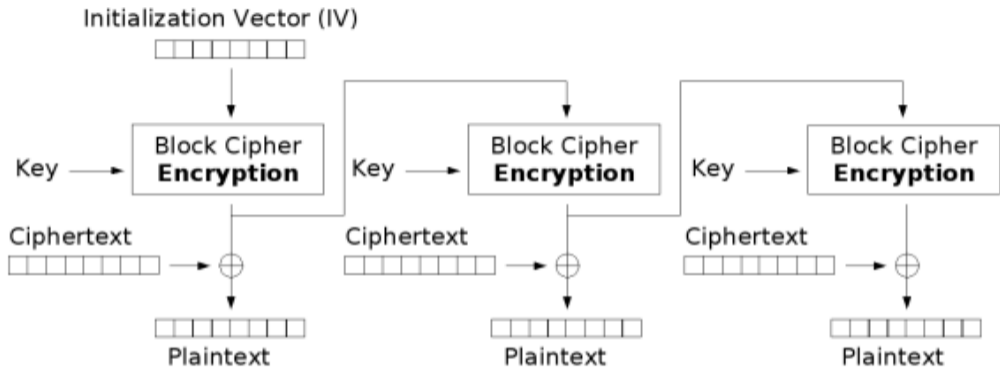 Initialization Vector (IV)
Block Cipher
Encryption
Key
Ciphertext
Plaintext
Block Cipher
Encryption
Key
Ciphertext
Plaintext
Block Cipher
Encryption
Key
Ciphertext
Plaintext